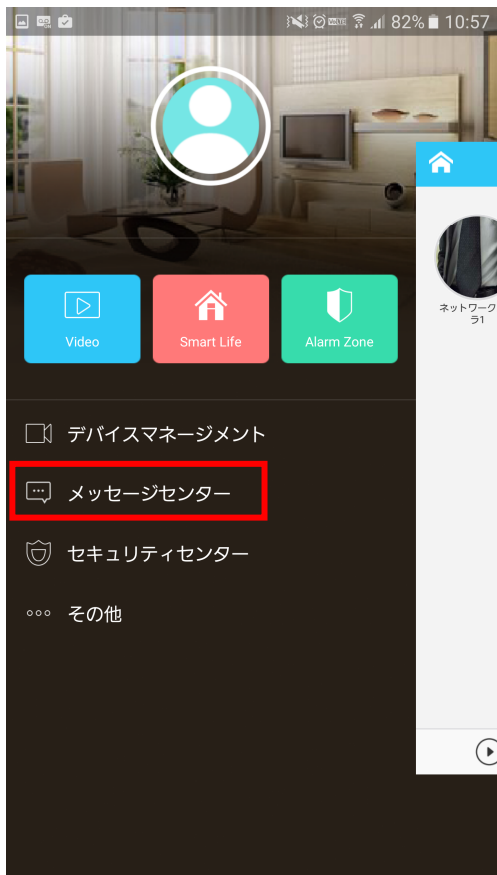 82% 10:57
Video
Smart Life
Alarm Zone
ネットワーク
ラ1
デバイスマネージメント
メッセージセンター
セキュリティセンター
その他